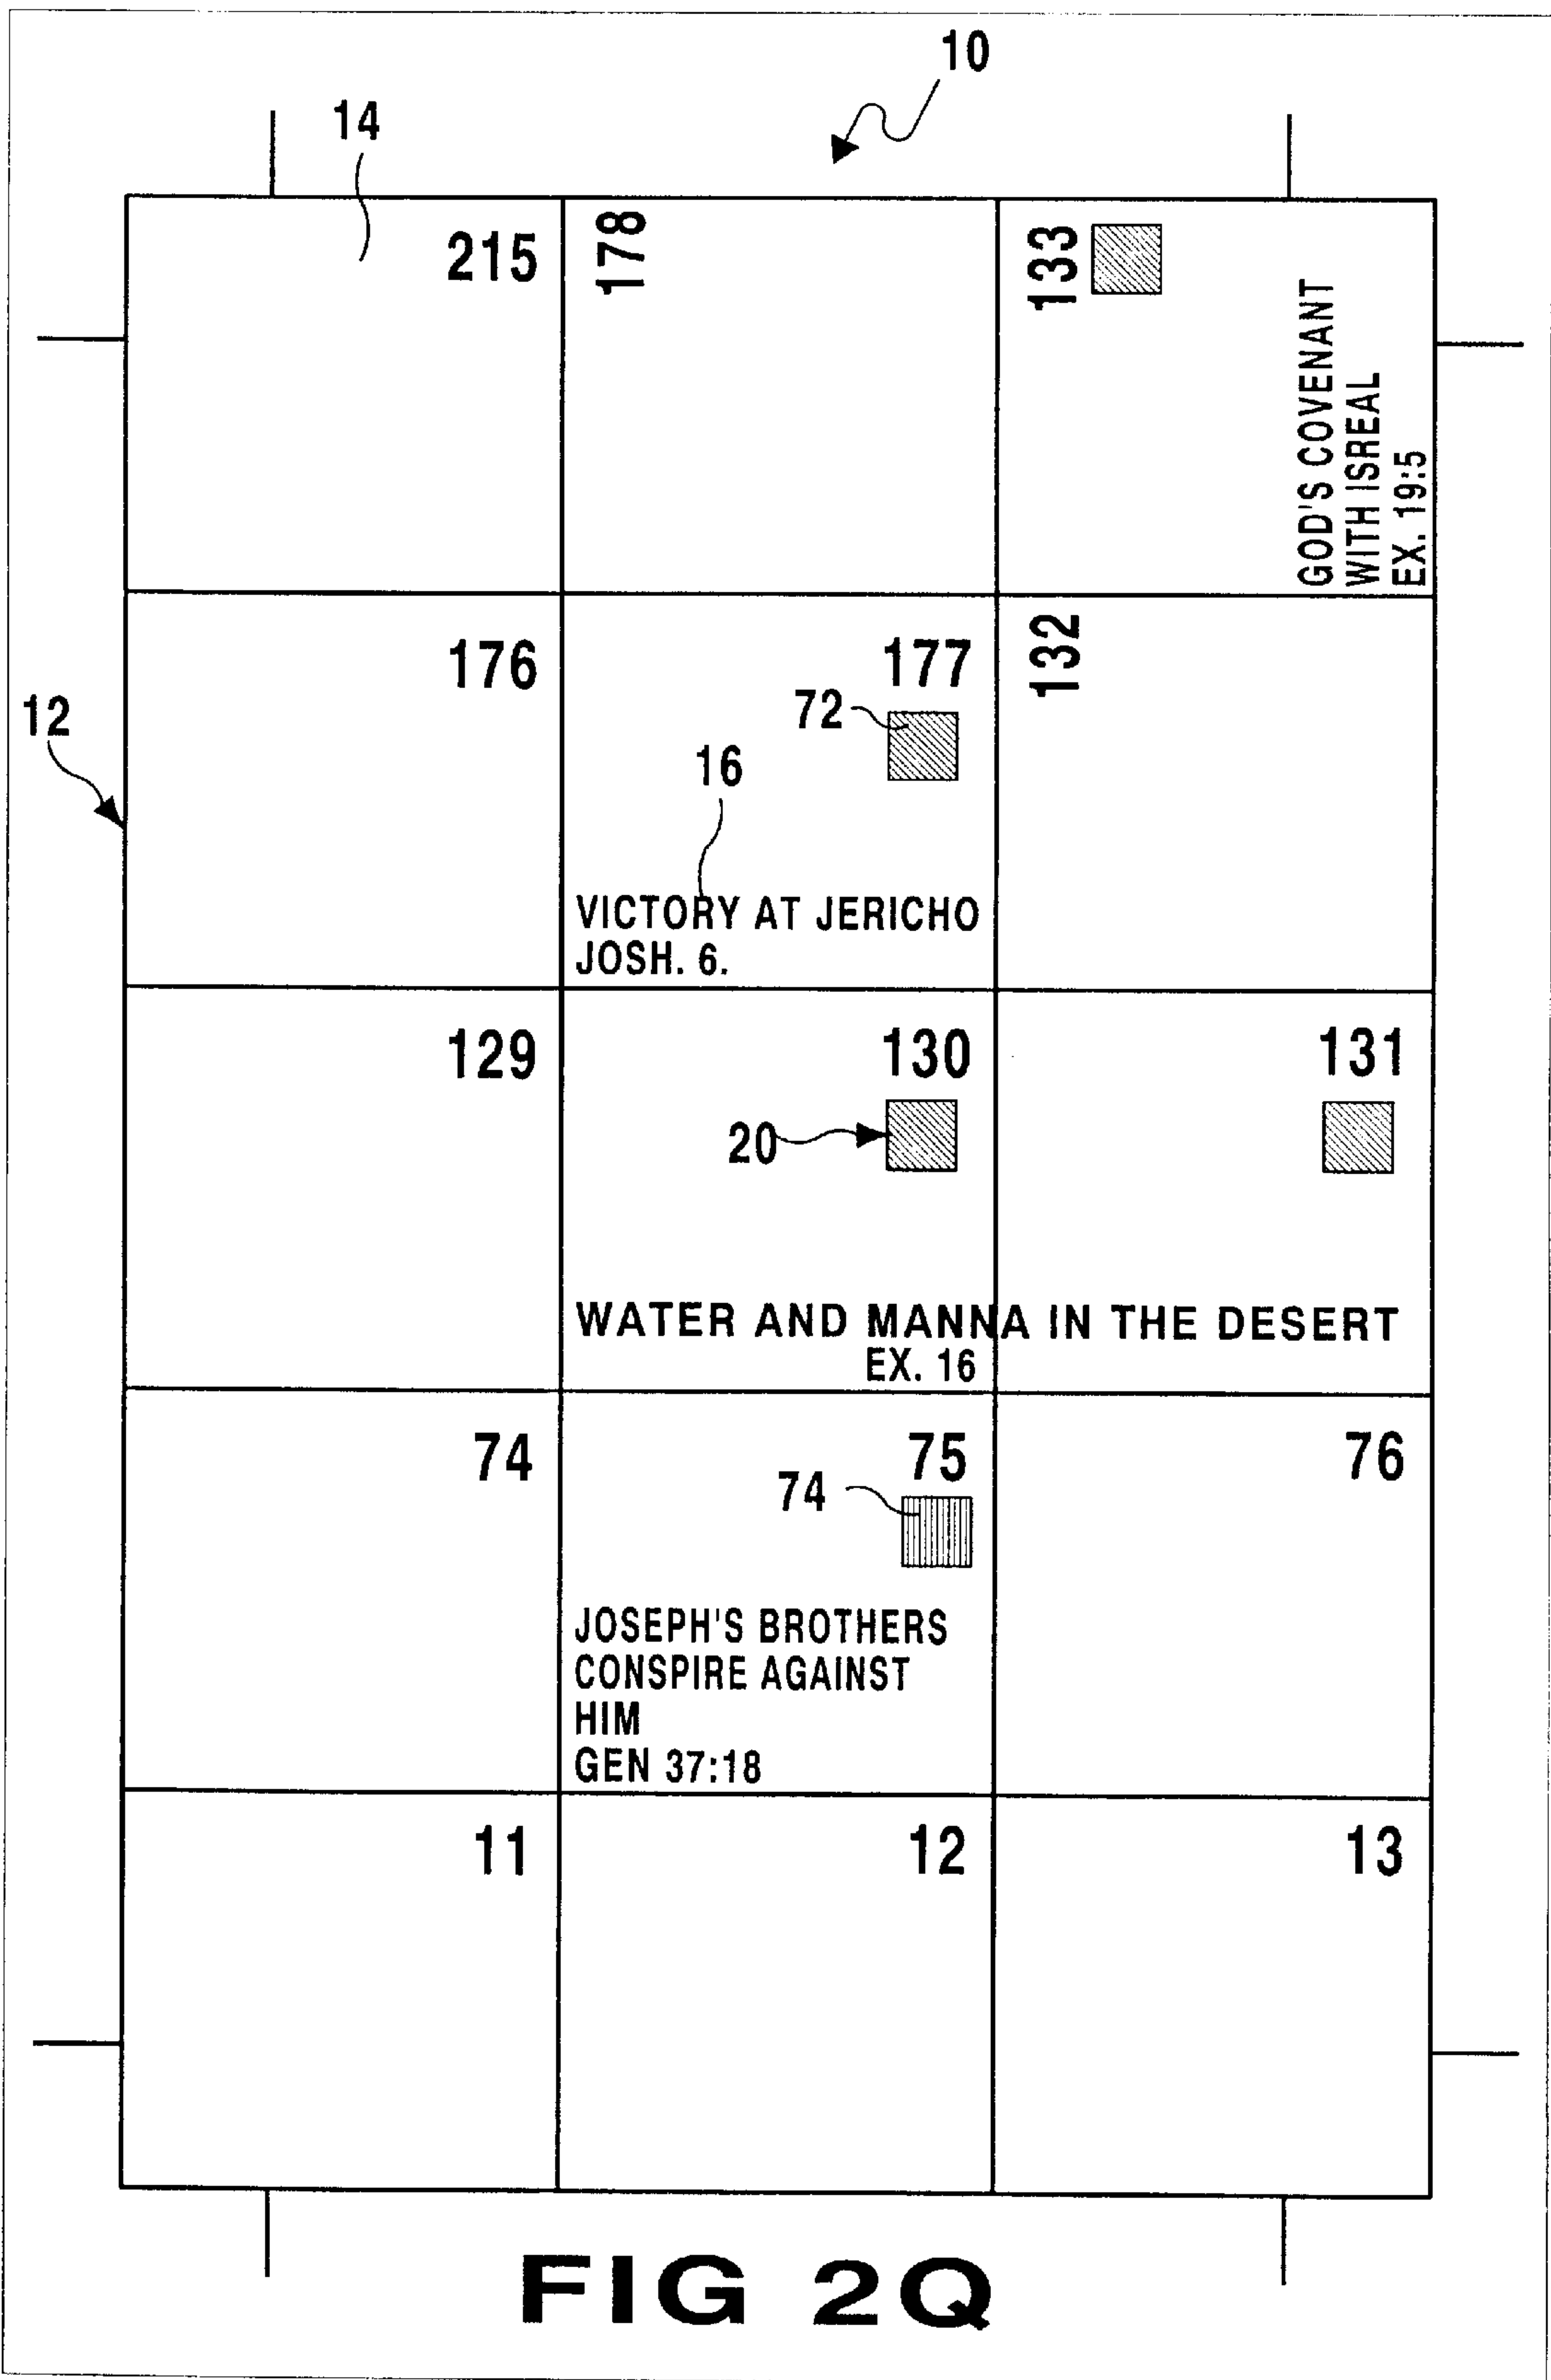 10
14
215
178
133
GOD'S COVENANT
WITH ISREAL
EX. 19:5
12
176
177
72
16
132
VICTORY AT JERICHO
JOSH. 6.
129
130
131
20
WATER AND MANNA IN THE DESERT
EX. 16
74
75
76
74
JOSEPH'S BROTHERS
CONSPIRE AGAINST
HIM
GEN 37:18
11
12
13
FIG 2Q